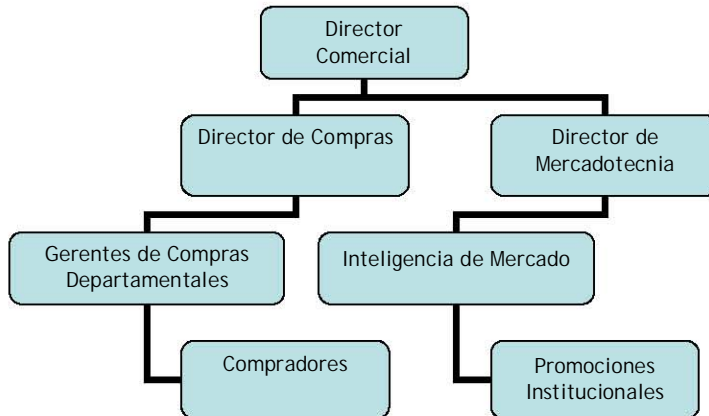 Director
Comercial
Director de Compras
Director de
Mercadotecnia
Gerentes de Compras
Departamentales
Inteligencia de Mercado
Compradores
Promociones
Institucionales